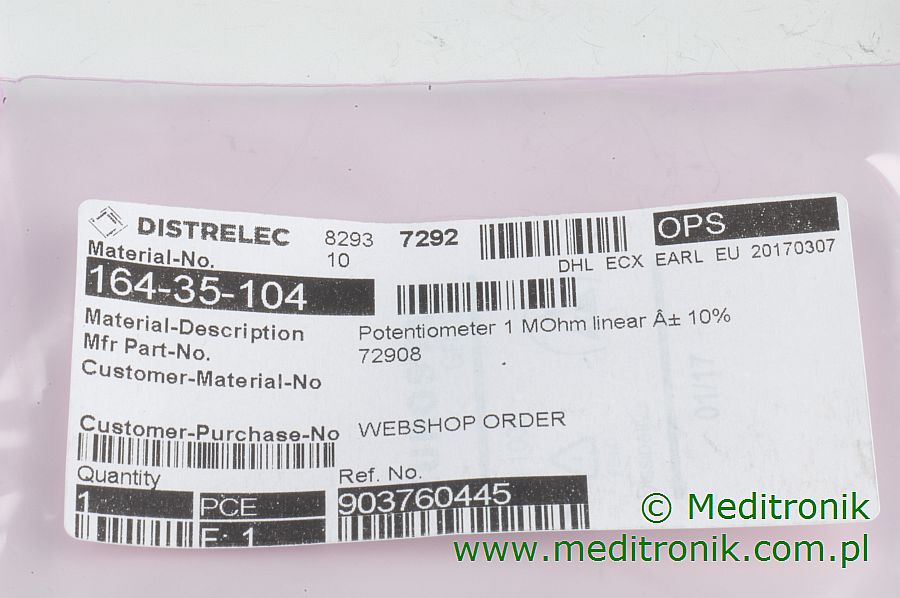 DISTRELEC 8293 7292 OPS
Material-No. 10 DHL ECX EARL EU 20170307
164-35-104
Material-Description Potentiometer 1 MOhm linear Â± 10%
Mfr Part-No. 72908
Customer-Material-No
Customer-Purchase-No WEBSHOP ORDER
Quantity Ref. No.
1 PCE 903760445
F: 1
© Meditronik
www.meditronik.com.pl